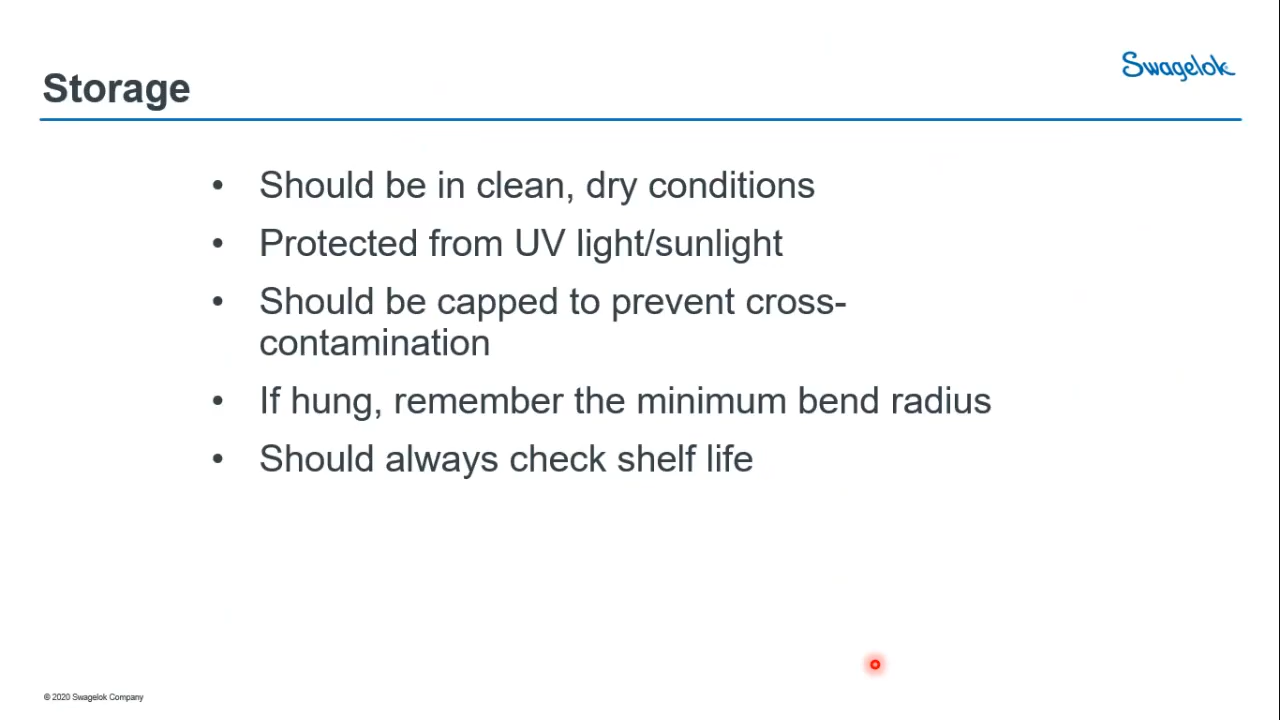 Swagelok
Storage
• Should be in clean, dry conditions
• Protected from UV light/sunlight
• Should be capped to prevent cross-
contamination
• If hung, remember the minimum bend radius
• Should always check shelf life
© 2020 Swagelok Company